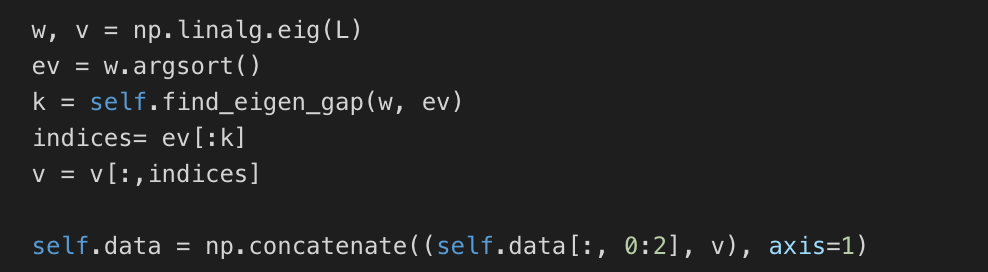 w, v = np.linalg.eig(L)
ev = w.argsort()
k = self.find_eigen_gap(w, ev)
indices= ev[:k]
v = v[:,indices]
self.data = np.concatenate((self.data[:, 0:2], v), axis=1)